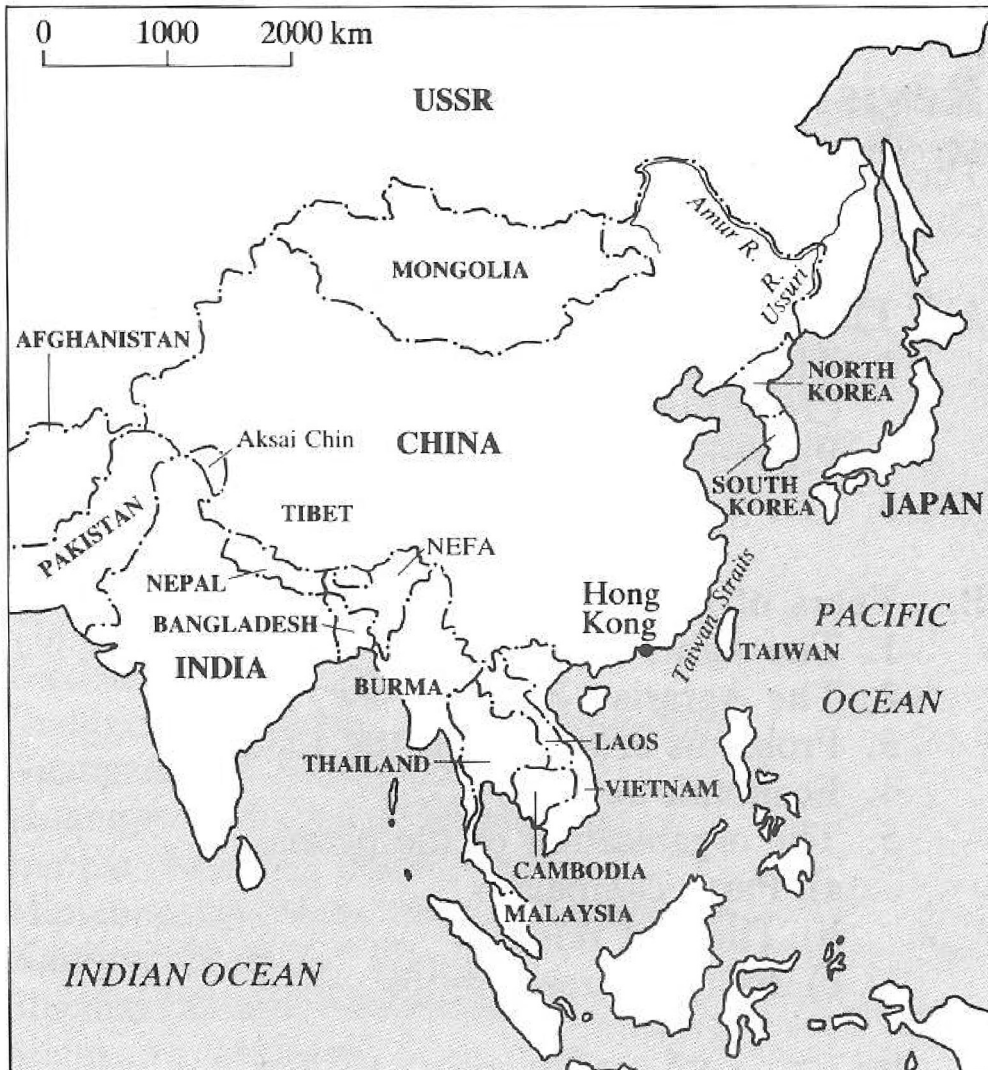 0 1000 2000 km
USSR
Amur R.
R.
Ussuri
MONGOLIA
AFGHANISTAN
NORTH
KOREA
Aksai Chin
CHINA
SOUTH
KOREA
JAPAN
PAKISTAN
TIBET
NEFA
NEPAL
Hong
Kong
Taiwan Straits
PACIFIC
BANGLADESH
INDIA
TAIWAN
BURMA
OCEAN
LAOS
THAILAND
VIETNAM
CAMBODIA
MALAYSIA
INDIAN OCEAN